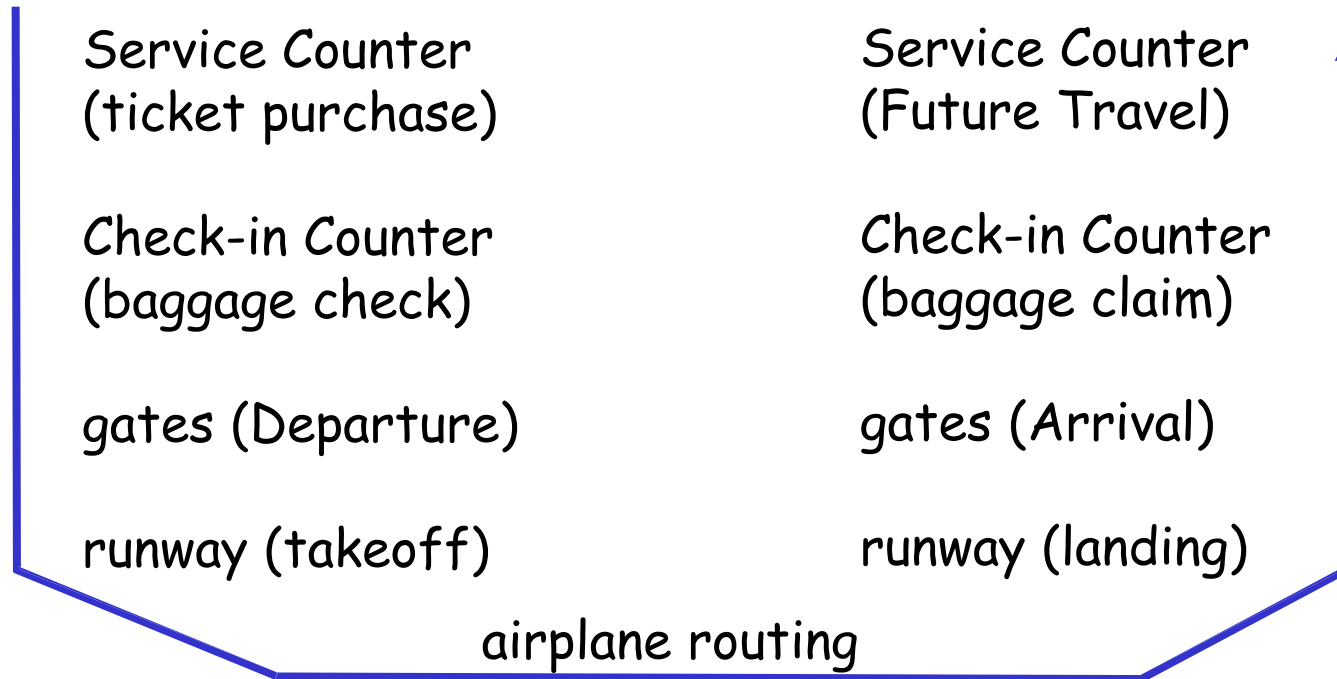 Service Counter
(ticket purchase)
Check-in Counter
(baggage check)
gates (Departure)
runway (takeoff)
Service Counter
(Future Travel)
Check-in Counter
(baggage claim)
gates (Arrival)
runway (landing)
airplane routing